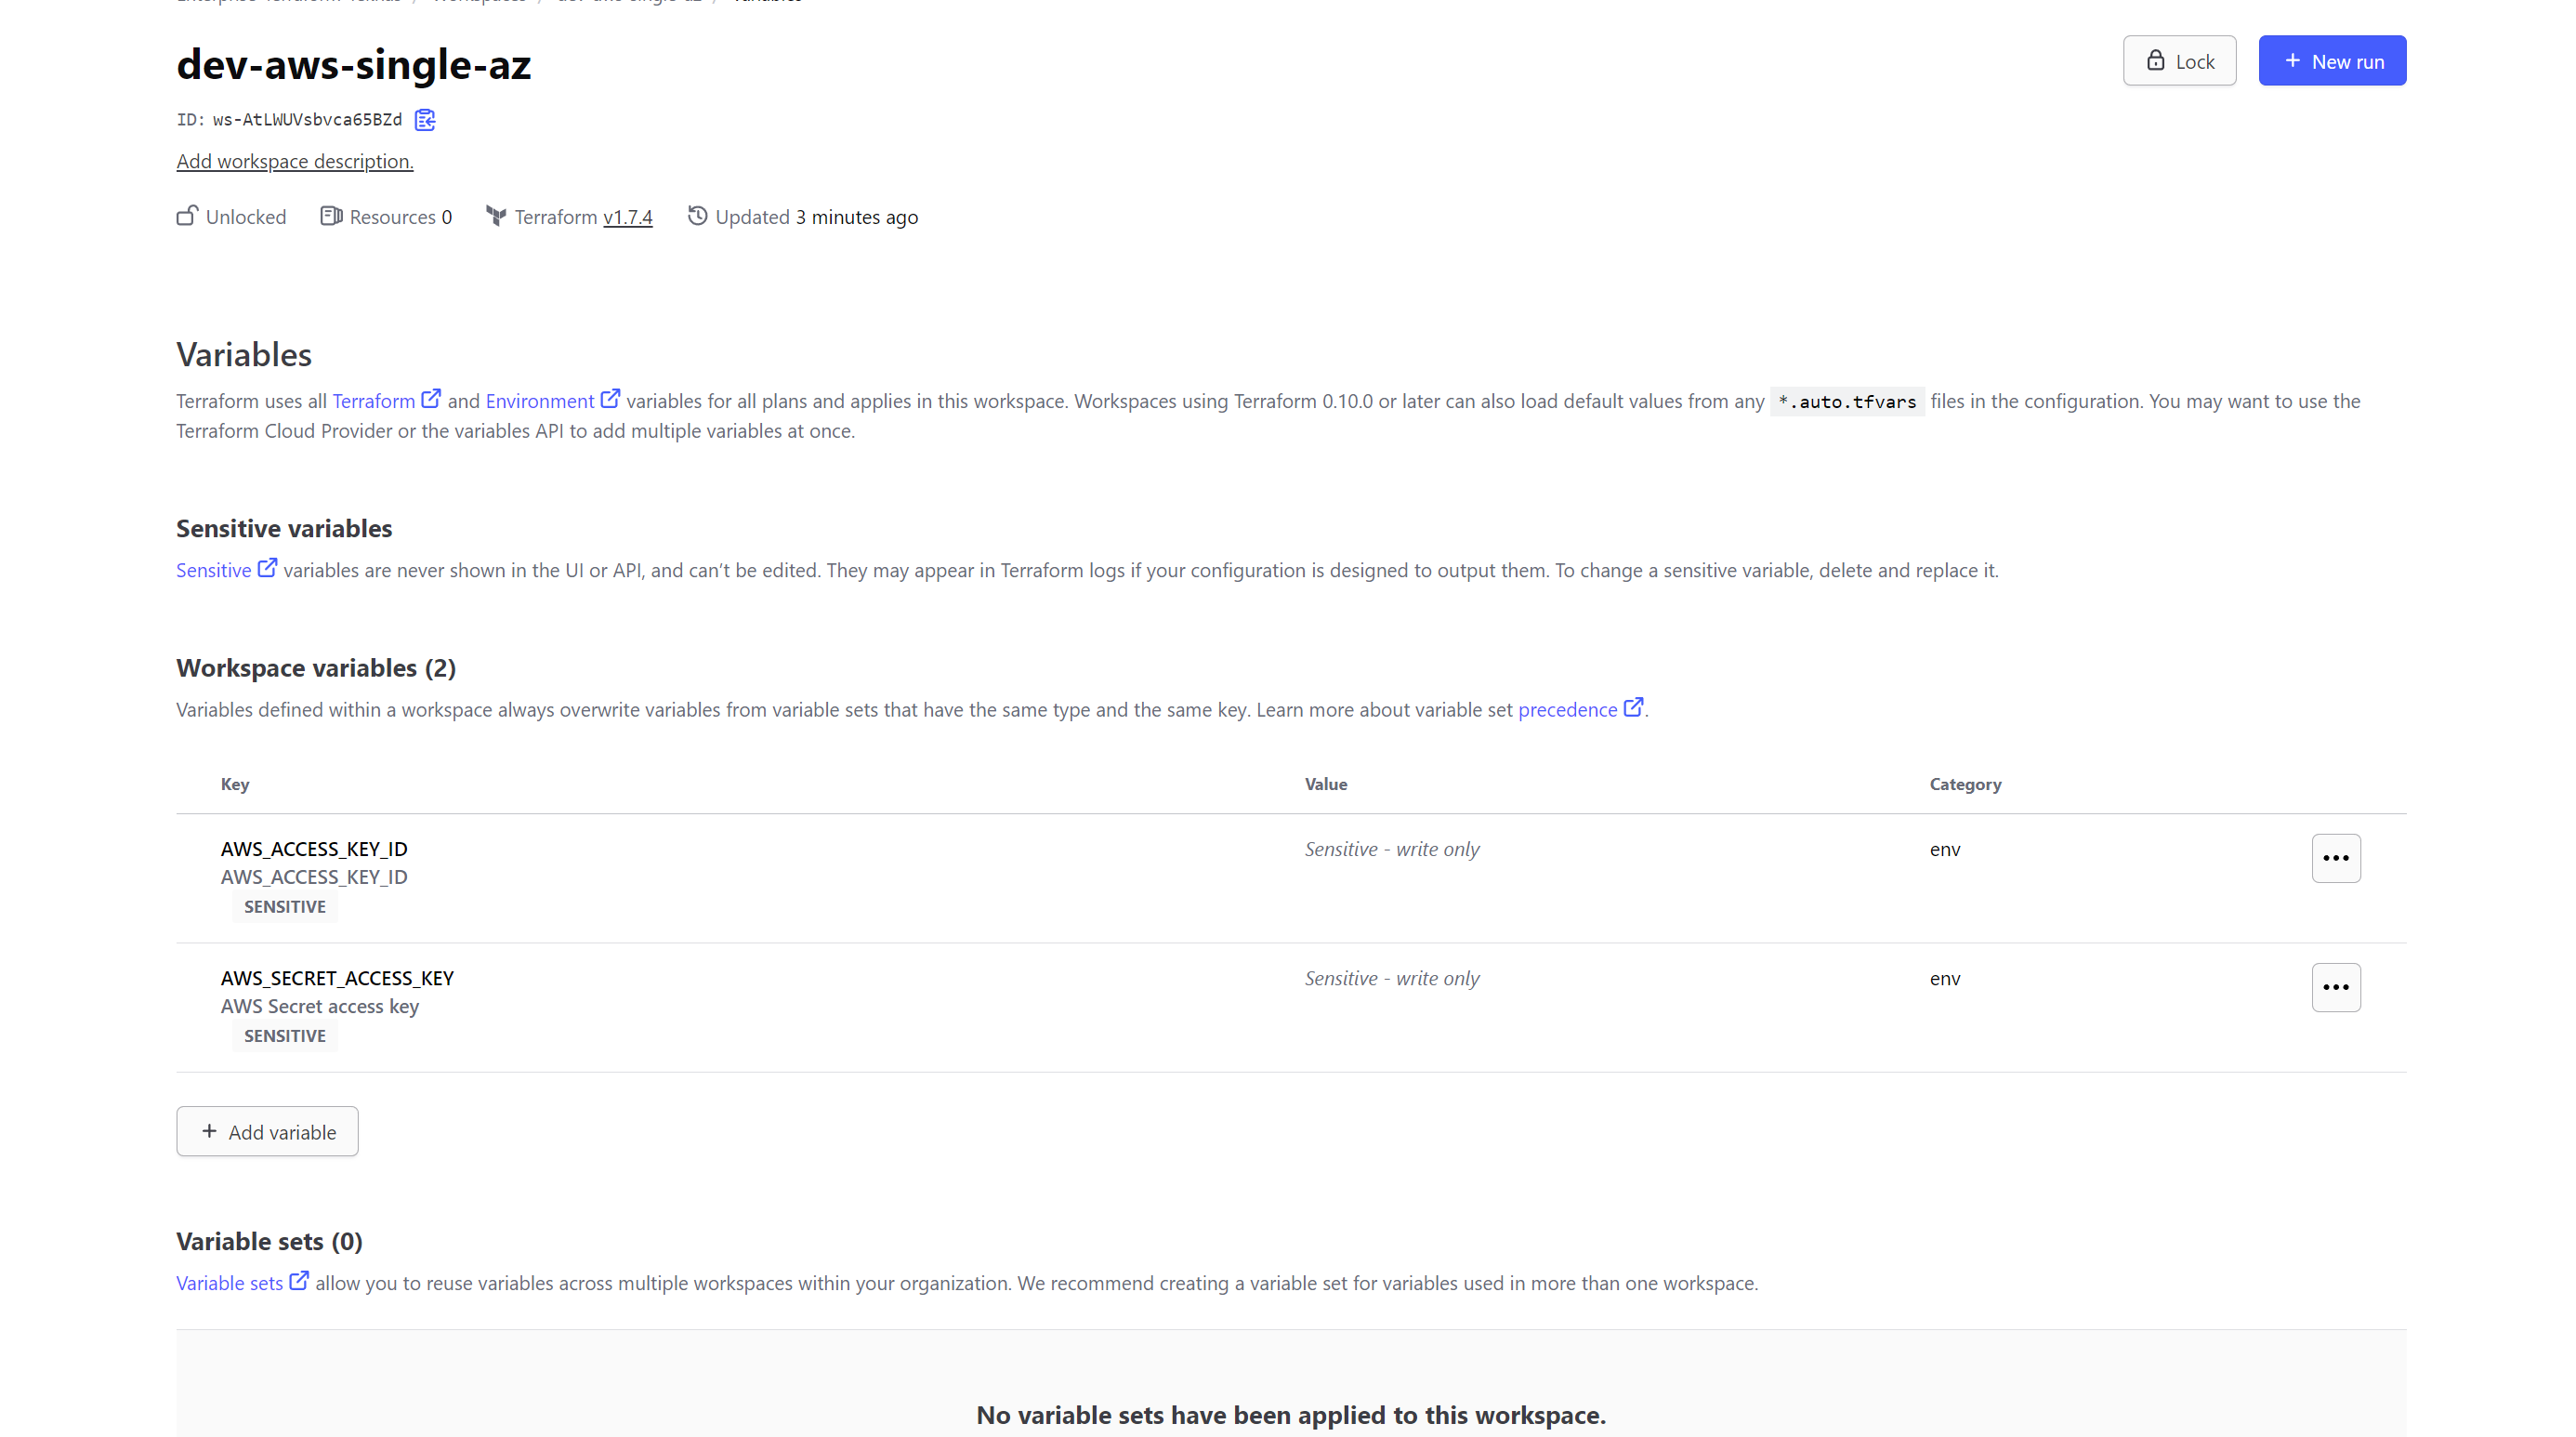 dev-aws-single-az
Lock
+ New run
ID: ws-AtLWUVsbvca65BZd
Add workspace description.
Unlocked Resources 0 Terraform v1.7.4 Updated 3 minutes ago
Variables
Terraform uses all Terraform and Environment variables for all plans and applies in this workspace. Workspaces using Terraform 0.10.0 or later can also load default values from any *.auto.tfvars files in the configuration. You may want to use the
Terraform Cloud Provider or the variables API to add multiple variables at once.
Sensitive variables
Sensitive variables are never shown in the UI or API, and can’t be edited. They may appear in Terraform logs if your configuration is designed to output them. To change a sensitive variable, delete and replace it.
Workspace variables (2)
Variables defined within a workspace always overwrite variables from variable sets that have the same type and the same key. Learn more about variable set precedence.
Key Value Category
AWS_ACCESS_KEY_ID Sensitive - write only env
AWS_ACCESS_KEY_ID
SENSITIVE
AWS_SECRET_ACCESS_KEY Sensitive - write only env
AWS Secret access key
SENSITIVE
+ Add variable
Variable sets (0)
Variable sets allow you to reuse variables across multiple workspaces within your organization. We recommend creating a variable set for variables used in more than one workspace.
No variable sets have been applied to this workspace.